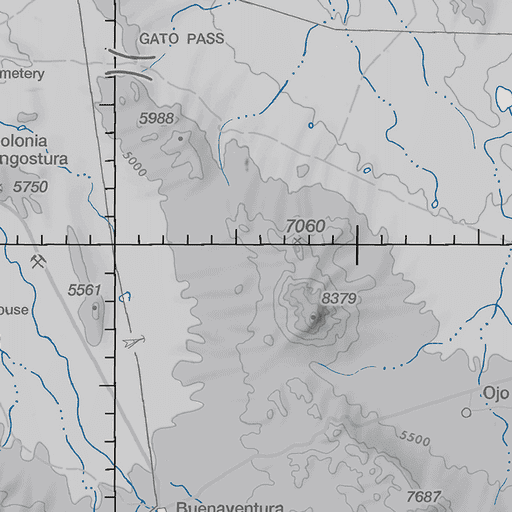 GATO PASS
metery
5988
olonia
ngostura
5000
5750
7060
5561
8379
ouse
Ojo
5500
7687
Buenaventura